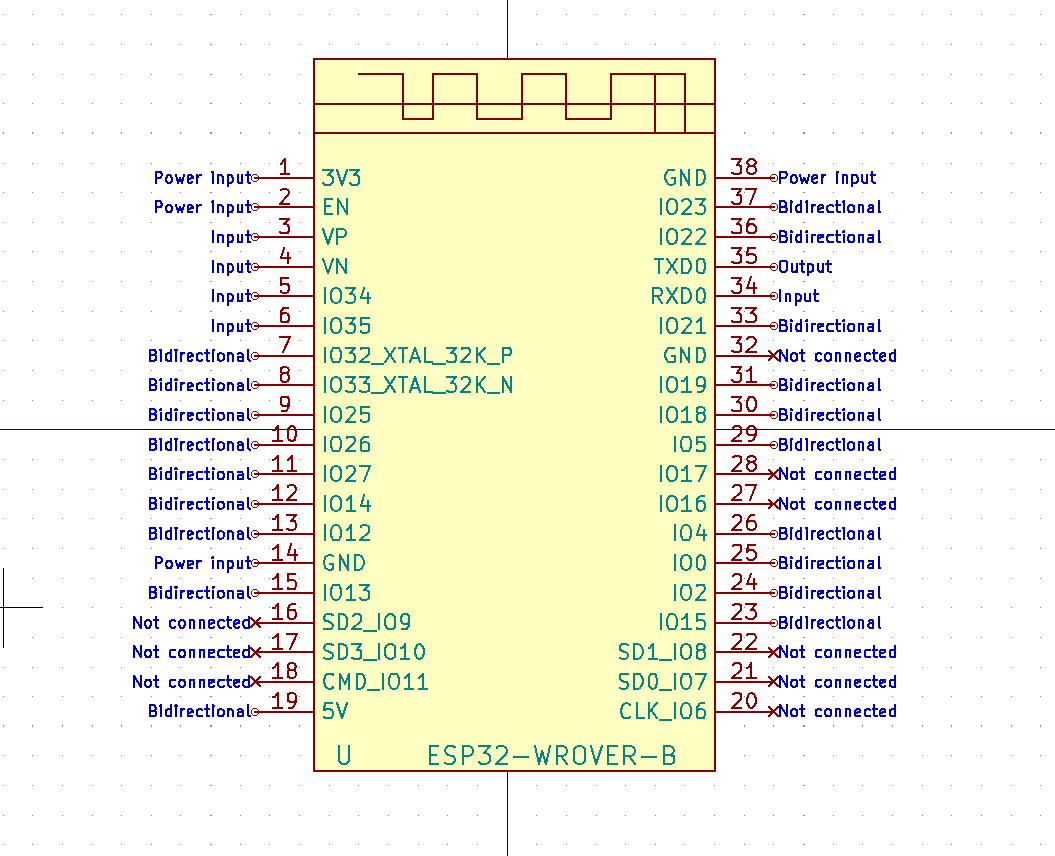 Power input 1 3V3 GND 38 Power input
Power input 2 EN IO23 37 Bidirectional
Input 3 VP IO22 36 Bidirectional
Input 4 VN TXD0 35 Output
Input 5 IO34 RXD0 34 Input
Input 6 IO35 IO21 33 Bidirectional
Bidirectional 7 IO32_XTAL_32K_P GND 32 Not connected
Bidirectional 8 IO33_XTAL_32K_N IO19 31 Bidirectional
Bidirectional 9 IO25 IO18 30 Bidirectional
Bidirectional 10 IO26 IO5 29 Bidirectional
Bidirectional 11 IO27 IO17 28 Not connected
Bidirectional 12 IO14 IO16 27 Not connected
Bidirectional 13 IO12 IO4 26 Bidirectional
Power input 14 GND IO0 25 Bidirectional
Bidirectional 15 IO13 IO2 24 Bidirectional
Not connected 16 SD2_IO9 IO15 23 Bidirectional
Not connected 17 SD3_IO10 SD1_IO8 22 Not connected
Not connected 18 CMD_IO11 SD0_IO7 21 Not connected
Bidirectional 19 5V CLK_IO6 20 Not connected
U ESP32-WROVER-B